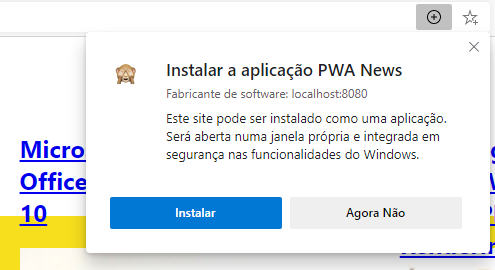 Instalar a aplicação PWA News
Fabricante de software: localhost:8080
Este site pode ser instalado como uma aplicação.
Será aberta numa janela própria e integrada em
segurança nas funcionalidades do Windows.
Instalar
Agora Não
Micro
Office
10